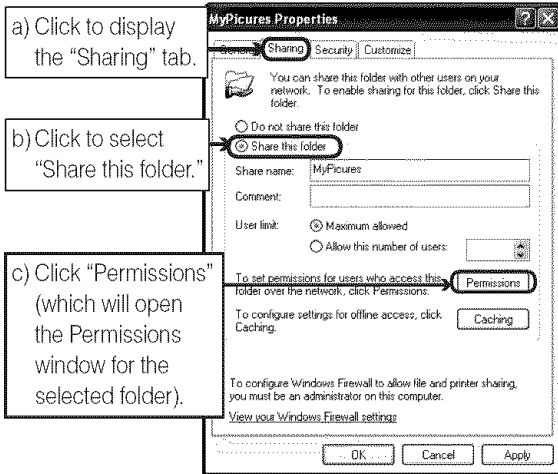 a) Click to display
the "Sharing" tab.
b) Click to select
"Share this folder."
c) Click "Permissions"
(which will open
the Permissions
window for the
selected folder).
MyPicures Properties
General Sharing Security Customize
You can share this folder with other users on your
network. To enable sharing for this folder, click Share this
folder.
Do not share this folder
Share this folder
Share name: MyPicures
Comment:
User limit: Maximum allowed
Allow this number of users:
To set permissions for users who access this
folder over the network, click Permissions.
Permissions
To configure settings for offline access, click
Caching.
Caching
To configure Windows Firewall to allow file and printer sharing,
you must be an administrator on this computer.
View your Windows Firewall settings
OK Cancel Apply